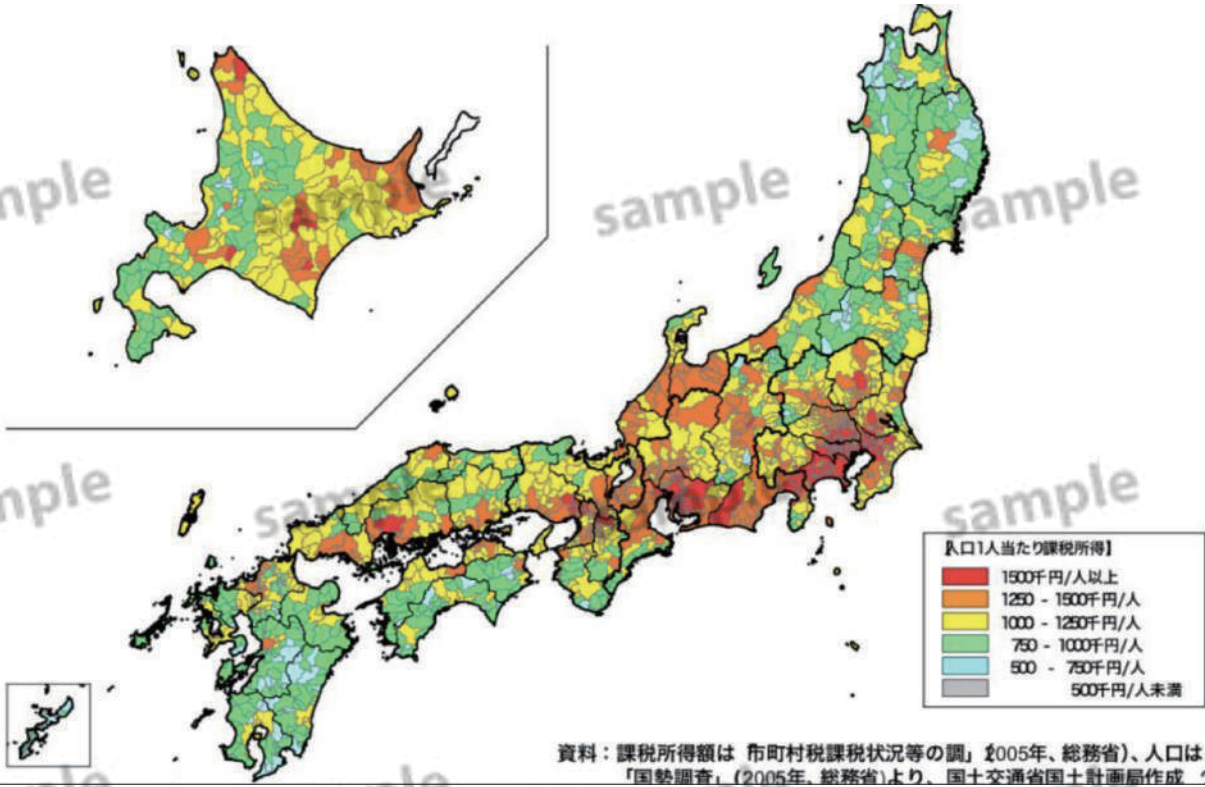 mple
sample
sample
sample
mple
sample
sample
sample
【人口1人当たり課税所得】
1500千円/人以上
1250 - 1500千円/人
1000 - 1250千円/人
750 - 1000千円/人
500 - 750千円/人
500千円/人未満
資料：課税所得額は「市町村税課税状況等の調」(2005年、総務省)、人口は
「国勢調査」(2005年、総務省)より、国土交通省国土計画局作成